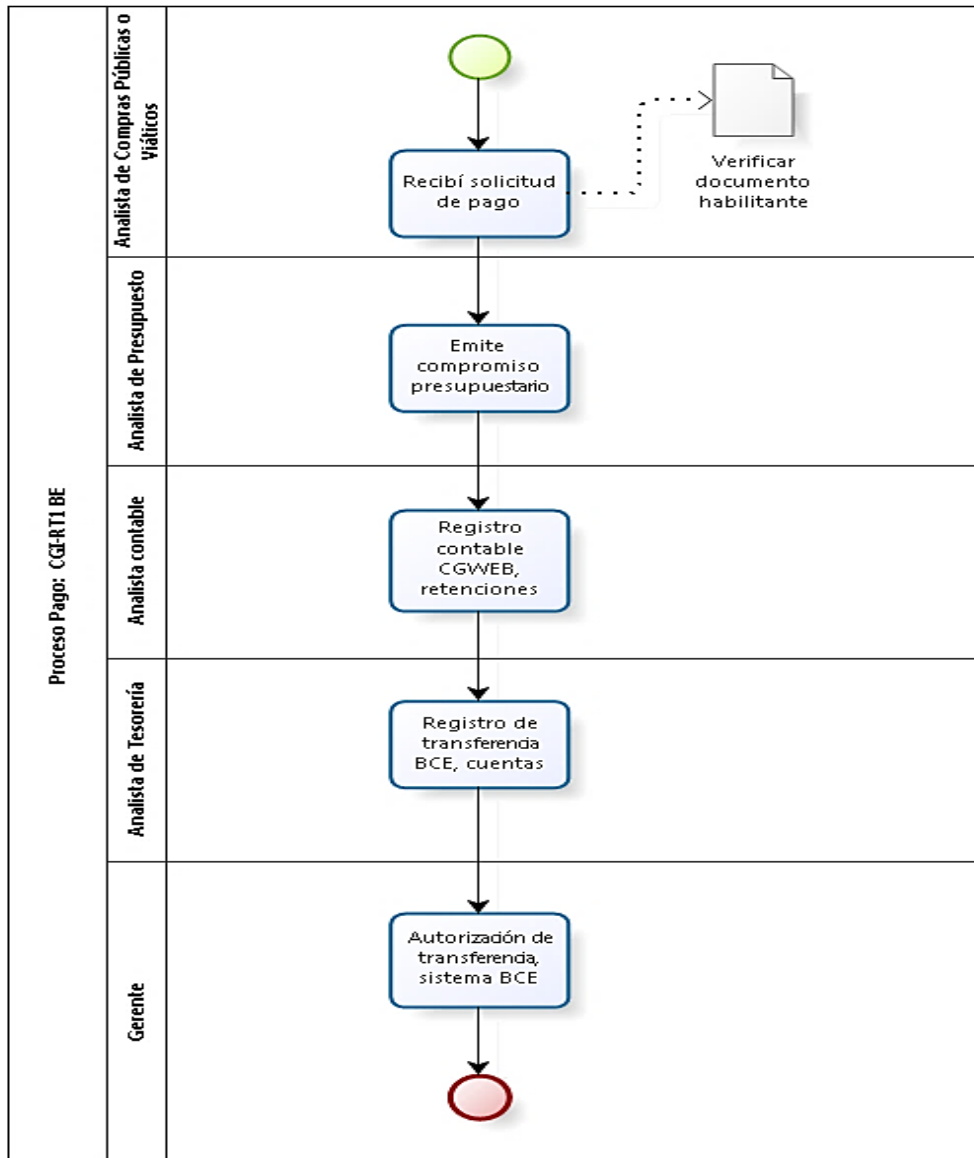 Proceso Pago: CGI-RT1 BE
Analista de Compras Públicas o
Viáticos
Recibí solicitud
de pago
Verificar
documento
habilitante
Analista de Presupuesto
Emite
compromiso
presupuestario
Analista contable
Registro
contable
CGWEB,
retenciones
Analista de Tesorería
Registro de
transferencia
BCE, cuentas
Gerente
Autorización de
transferencia,
sistema BCE